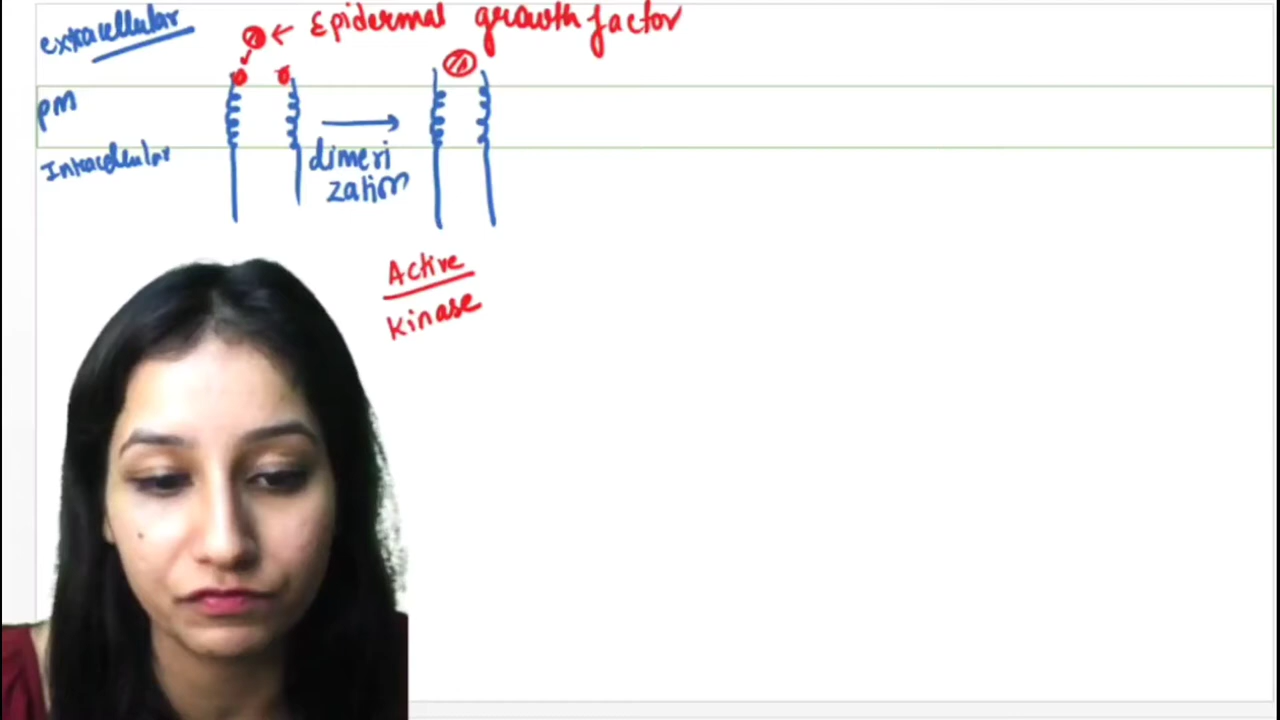 extracellular
Epidermal growth factor
pm
Intracellular
dimeri
zation
Active
kinase